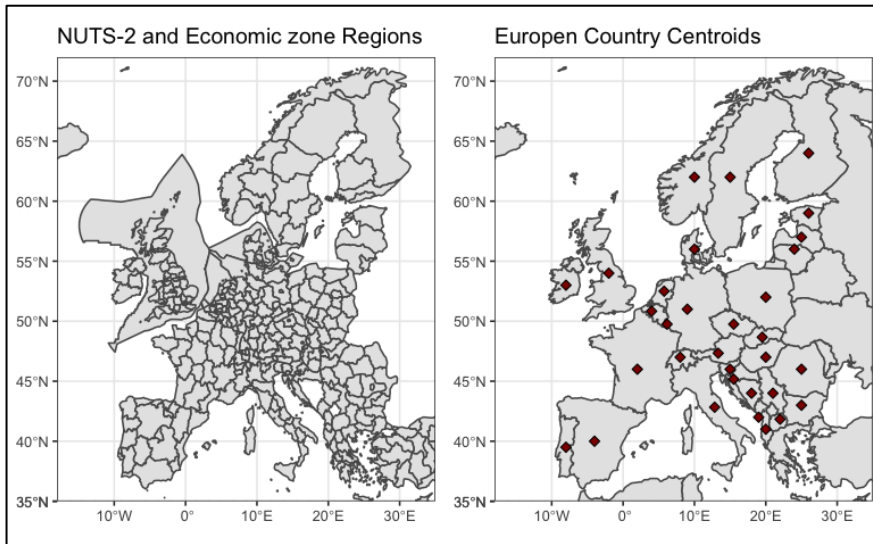 NUTS-2 and Economic zone Regions
Europen Country Centroids
70°N
65°N
60°N
55°N
50°N
45°N
40°N
35°N
10°W 0° 10°E 20°E 30°E
70°N
65°N
60°N
55°N
50°N
45°N
40°N
35°N
10°W 0° 10°E 20°E 30°E